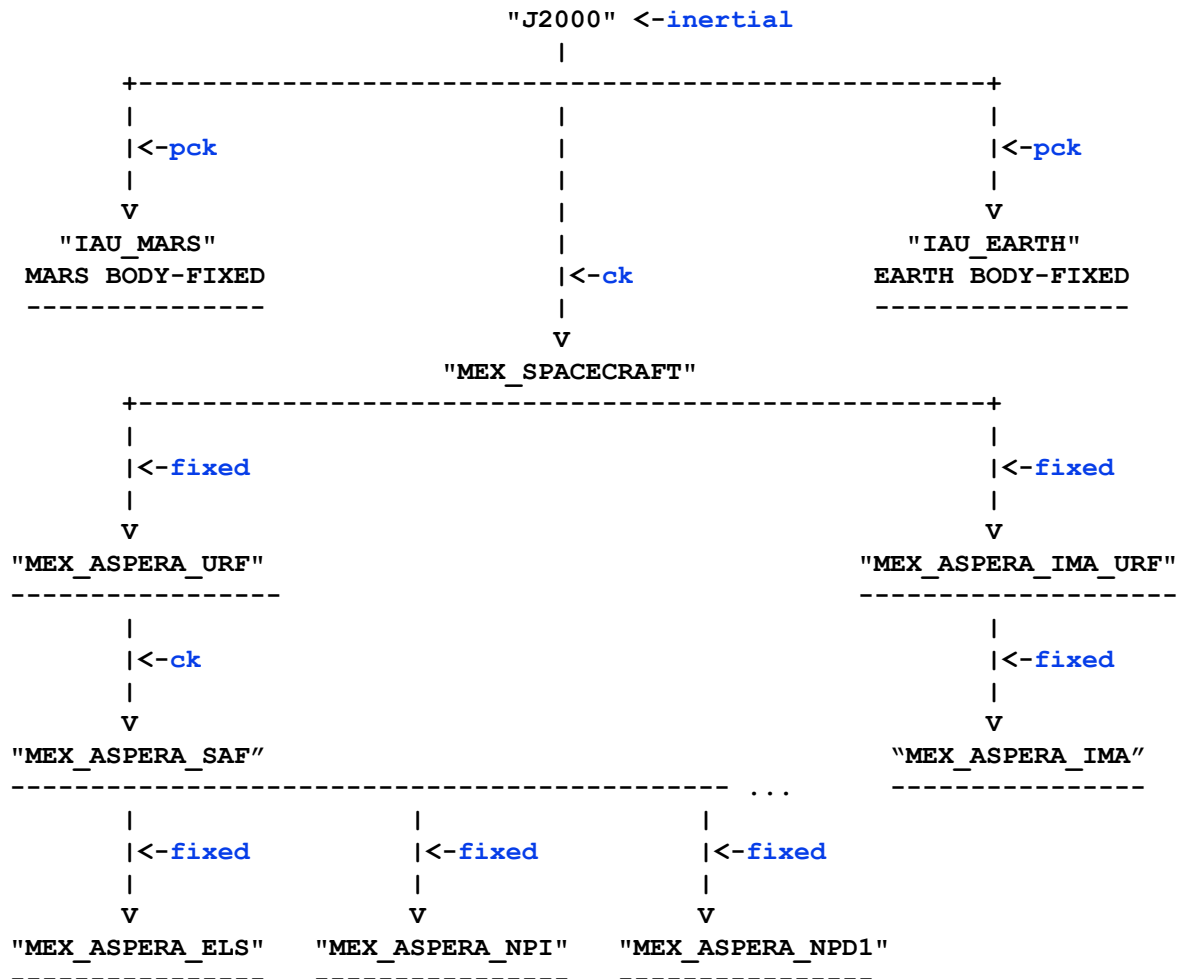 "J2000" <-inertial
|
+-----------------------------------------------------+
| | |
|<-pck | |<-pck
| | |
V | V
"IAU_MARS" | "IAU_EARTH"
MARS BODY-FIXED |<-ck EARTH BODY-FIXED
--------------- | ----------------
V
"MEX_SPACECRAFT"
+-----------------------------------------------------+
| |
|<-fixed |<-fixed
| |
V V
"MEX_ASPERA_URF" "MEX_ASPERA_IMA_URF"
----------------- --------------------
| |
|<-ck |<-fixed
| |
V V
"MEX_ASPERA_SAF” “MEX_ASPERA_IMA”
--------------------------------------------- ... ----------------
| | |
|<-fixed |<-fixed |<-fixed
| | |
V V V
"MEX_ASPERA_ELS" "MEX_ASPERA_NPI" "MEX_ASPERA_NPD1"
---------------- ---------------- ----------------